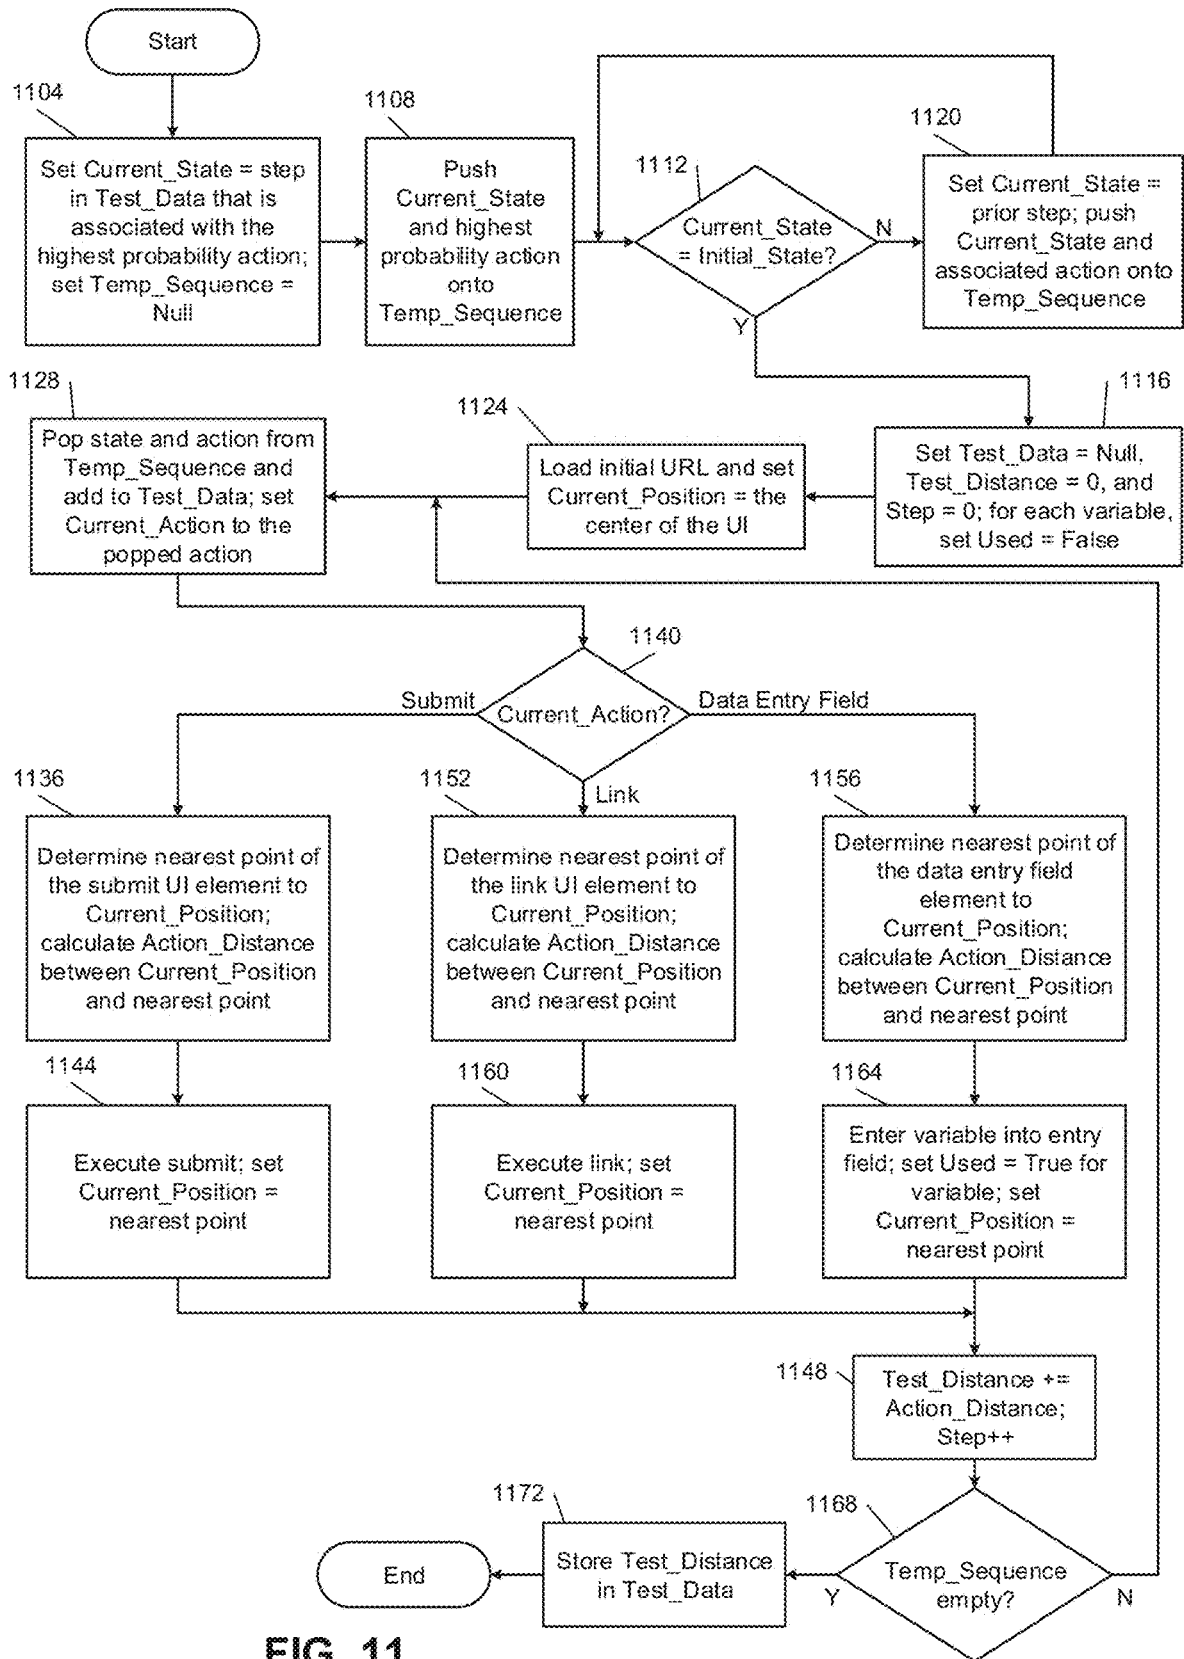 Start
1104
Set Current_State = step
in Test_Data that is
associated with the
highest probability action;
set Temp_Sequence =
Null
1108
Push
Current_State
and highest
probability action
onto
Temp_Sequence
1112
Current_State
= Initial_State?
N
Y
1120
Set Current_State =
prior step; push
Current_State and
associated action onto
Temp_Sequence
1116
Set Test_Data = Null,
Test_Distance = 0, and
Step = 0; for each variable,
set Used = False
1124
Load initial URL and set
Current_Position = the
center of the UI
1128
Pop state and action from
Temp_Sequence and
add to Test_Data; set
Current_Action to the
popped action
1140
Current_Action?
Submit
Link
Data Entry Field
1136
Determine nearest point of
the submit UI element to
Current_Position;
calculate Action_Distance
between Current_Position
and nearest point
1152
Determine nearest point of
the link UI element to
Current_Position;
calculate Action_Distance
between Current_Position
and nearest point
1156
Determine nearest point of
the data entry field
element to
Current_Position;
calculate Action_Distance
between Current_Position
and nearest point
1144
Execute submit; set
Current_Position =
nearest point
1160
Execute link; set
Current_Position =
nearest point
1164
Enter variable into entry
field; set Used = True for
variable; set
Current_Position =
nearest point
1148
Test_Distance +=
Action_Distance;
Step++
1168
Temp_Sequence
empty?
Y
N
1172
Store Test_Distance
in Test_Data
End
FIG. 11